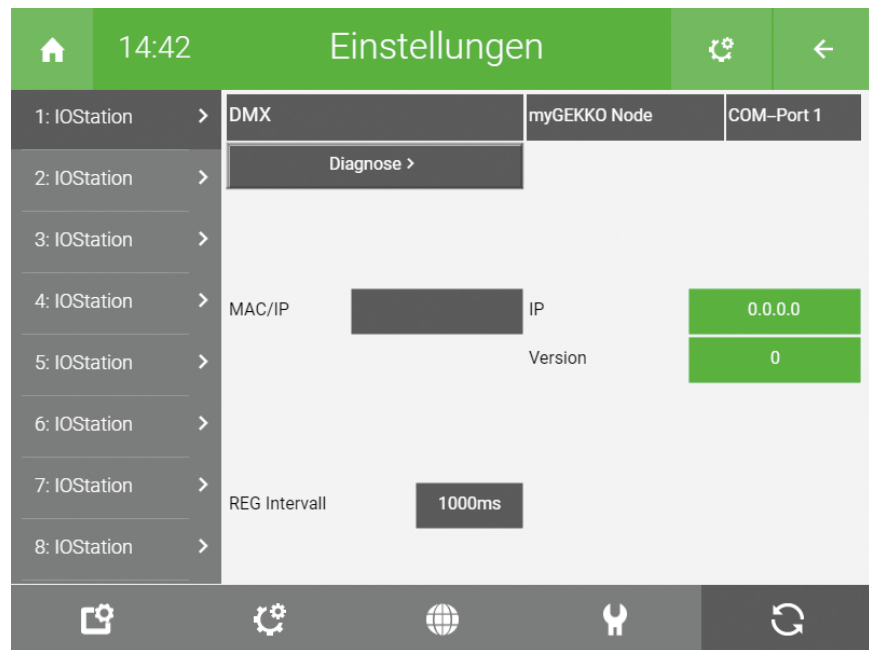 14:42 Einstellungen
1: IOStation
2: IOStation
3: IOStation
4: IOStation
5: IOStation
6: IOStation
7: IOStation
8: IOStation
DMX myGEKKO Node COM–Port 1
Diagnose >
MAC/IP IP 0.0.0.0
Version 0
REG Intervall 1000ms